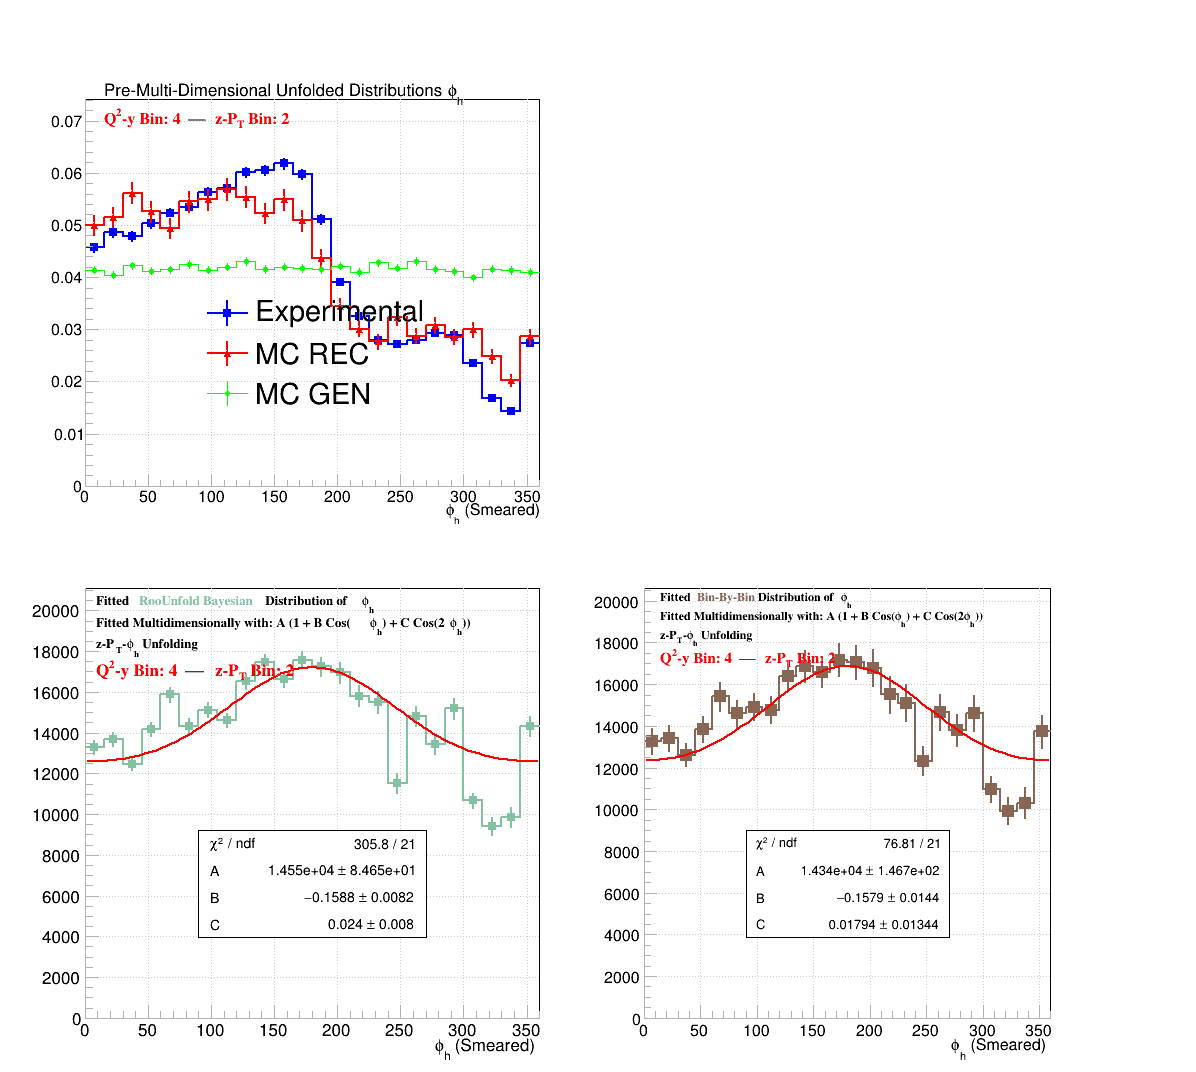 Pre-Multi-Dimensional Unfolded Distributions ϕh
Q²-y Bin: 4 — z-PT Bin: 2
0.07
0.06
0.05
0.04
0.03
0.02
0.01
0
Experimental
MC REC
MC GEN
0 50 100 150 200 250 300 350
ϕh (Smeared)
Fitted RooUnfold Bayesian Distribution of ϕh
Fitted Multidimensionally with: A (1 + B Cos( ϕh) + C Cos(2 ϕh))
z-PT-ϕh Unfolding
Q²-y Bin: 4 — z-PT Bin: 2
20000
18000
16000
14000
12000
10000
8000
6000
4000
2000
0
χ² / ndf 305.8 / 21
A 1.455e+04 ± 8.465e+01
B −0.1588 ± 0.0082
C 0.024 ± 0.008
0 50 100 150 200 250 300 350
ϕh (Smeared)
Fitted Bin-By-Bin Distribution of ϕh
Fitted Multidimensionally with: A (1 + B Cos(ϕh) + C Cos(2ϕh))
z-PT-ϕh Unfolding
Q²-y Bin: 4 — z-PT Bin: 2
20000
18000
16000
14000
12000
10000
8000
6000
4000
2000
0
χ² / ndf 76.81 / 21
A 1.434e+04 ± 1.467e+02
B −0.1579 ± 0.0144
C 0.01794 ± 0.01344
0 50 100 150 200 250 300 350
ϕh (Smeared)